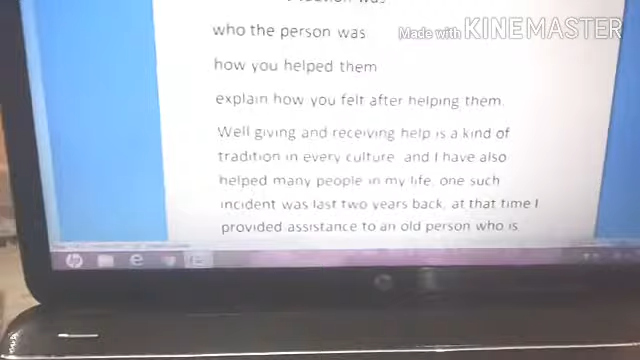 who the person was
Made with KINEMASTER
how you helped them
explain how you felt after helping them.
Well giving and receiving help is a kind of
tradition in every culture and I have also
helped many people in my life, one such
incident was last two years back, at that time I
provided assistance to an old person who is
hp